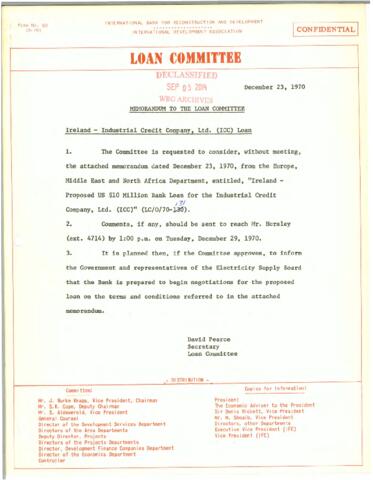 Form No. 60
INTERNATIONAL BANK FOR RECONSTRUCTION AND DEVELOPMENT
INTERNATIONAL DEVELOPMENT ASSOCIATION
CONFIDENTIAL
LOAN COMMITTEE
DECLASSIFIED
SEP 05 2014
WBG ARCHIVES
December 23, 1970
MEMORANDUM TO THE LOAN COMMITTEE
Ireland - Industrial Credit Company, Ltd. (ICC) Loan
1. The Committee is requested to consider, without meeting,
the attached memorandum dated December 23, 1970, from the Europe,
Middle East and North Africa Department, entitled, "Ireland -
Proposed US $10 Million Bank Loan for the Industrial Credit
Company, Ltd. (ICC)" (LC/O/70-131).
2. Comments, if any, should be sent to reach Mr. Horsley
(ext. 4714) by 1:00 p.m. on Tuesday, December 29, 1970.
3. It is planned then, if the Committee approves, to inform
the Government and representatives of the Electricity Supply Board
that the Bank is prepared to begin negotiations for the proposed
loan on the terms and conditions referred to in the attached
memorandum.
David Pearce
Secretary
Loan Committee
- DISTRIBUTION -
Committee:
Mr. J. Burke Knapp, Vice President, Chairman
Mr. S.R. Cope, Deputy Chairman
Mr. S. Aldewereld, Vice President
General Counsel
Director of the Development Services Department
Directors of the Area Departments
Deputy Director, Projects
Directors of the Projects Departments
Director, Development Finance Companies Department
Director of the Economics Department
Controller
Copies for Information:
President
The Economic Adviser to the President
Sir Denis Rickett, Vice President
Mr. M. Shoaib, Vice President
Directors, other Departments
Executive Vice President (IFC)
Vice President (IFC)